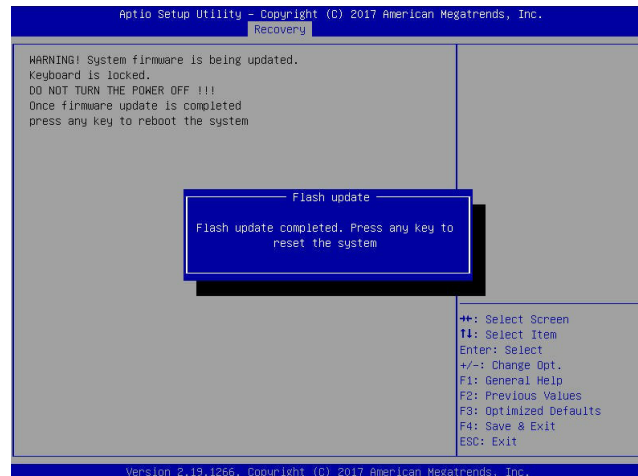 Aptio Setup Utility – Copyright (C) 2017 American Megatrends, Inc.
Recovery
WARNING! System firmware is being updated.
Keyboard is locked.
DO NOT TURN THE POWER OFF !!!
Once firmware update is completed
press any key to reboot the system
Flash update
Flash update completed. Press any key to
reset the system
→←: Select Screen
↑↓: Select Item
Enter: Select
+/-: Change Opt.
F1: General Help
F2: Previous Values
F3: Optimized Defaults
F4: Save & Exit
ESC: Exit
Version 2.19.1266. Copyright (C) 2017 American Megatrends, Inc.